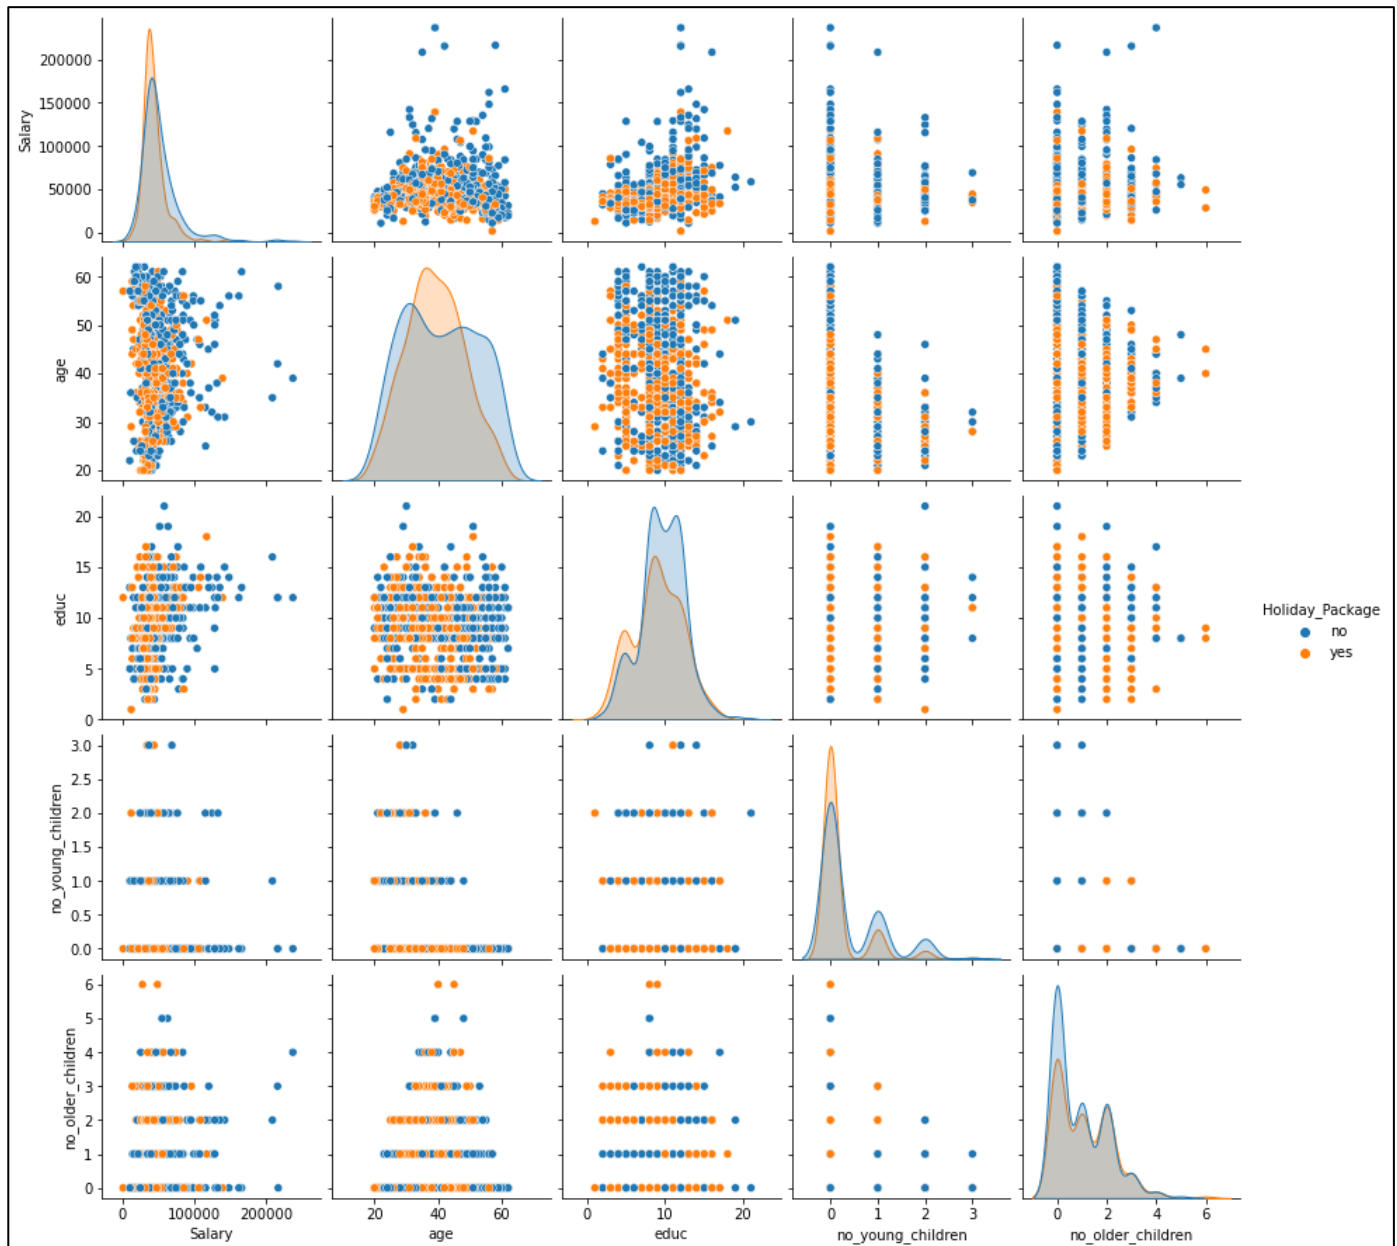 Salary
200000
150000
100000
50000
0
age
60
50
40
30
20
educ
20
15
10
5
0
no_young_children
3.0
2.5
2.0
1.5
1.0
0.5
0.0
no_older_children
6
5
4
3
2
1
0
0 100000 200000
Salary
20 40 60
age
0 10 20
educ
0 1 2 3
no_young_children
0 2 4 6
no_older_children
Holiday_Package
no
yes